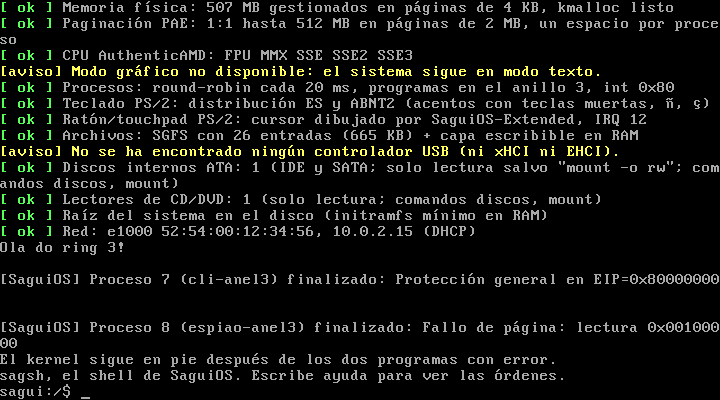 [ ok ] Memoria física: 507 MB gestionados en páginas de 4 KB, kmalloc listo
[ ok ] Paginación PAE: 1:1 hasta 512 MB en páginas de 2 MB, un espacio por proce
so
[ ok ] CPU AuthenticAMD: FPU MMX SSE SSE2 SSE3
[aviso] Modo gráfico no disponible: el sistema sigue en modo texto.
[ ok ] Procesos: round-robin cada 20 ms, programas en el anillo 3, int 0x80
[ ok ] Teclado PS/2: distribución ES y ABNT2 (acentos con teclas muertas, ñ, ç)
[ ok ] Ratón/touchpad PS/2: cursor dibujado por SaguiOS-Extended, IRQ 12
[ ok ] Archivos: SGFS con 26 entradas (665 KB) + capa escribible en RAM
[aviso] No se ha encontrado ningún controlador USB (ni xHCI ni EHCI).
[ ok ] Discos internos ATA: 1 (IDE y SATA; solo lectura salvo "mount -o rw"; com
andos discos, mount)
[ ok ] Lectores de CD/DVD: 1 (solo lectura; comandos discos, mount)
[ ok ] Raíz del sistema en el disco (initramfs mínimo en RAM)
[ ok ] Red: e1000 52:54:00:12:34:56, 10.0.2.15 (DHCP)
Ola do ring 3!
[SaguiOS] Proceso 7 (cli-anel3) finalizado: Protección general en EIP=0x80000000
[SaguiOS] Proceso 8 (espiao-anel3) finalizado: Fallo de página: lectura 0x001000
00
El kernel sigue en pie después de los dos programas con error.
sagsh, el shell de SaguiOS. Escribe ayuda para ver las órdenes.
sagui:/$ _